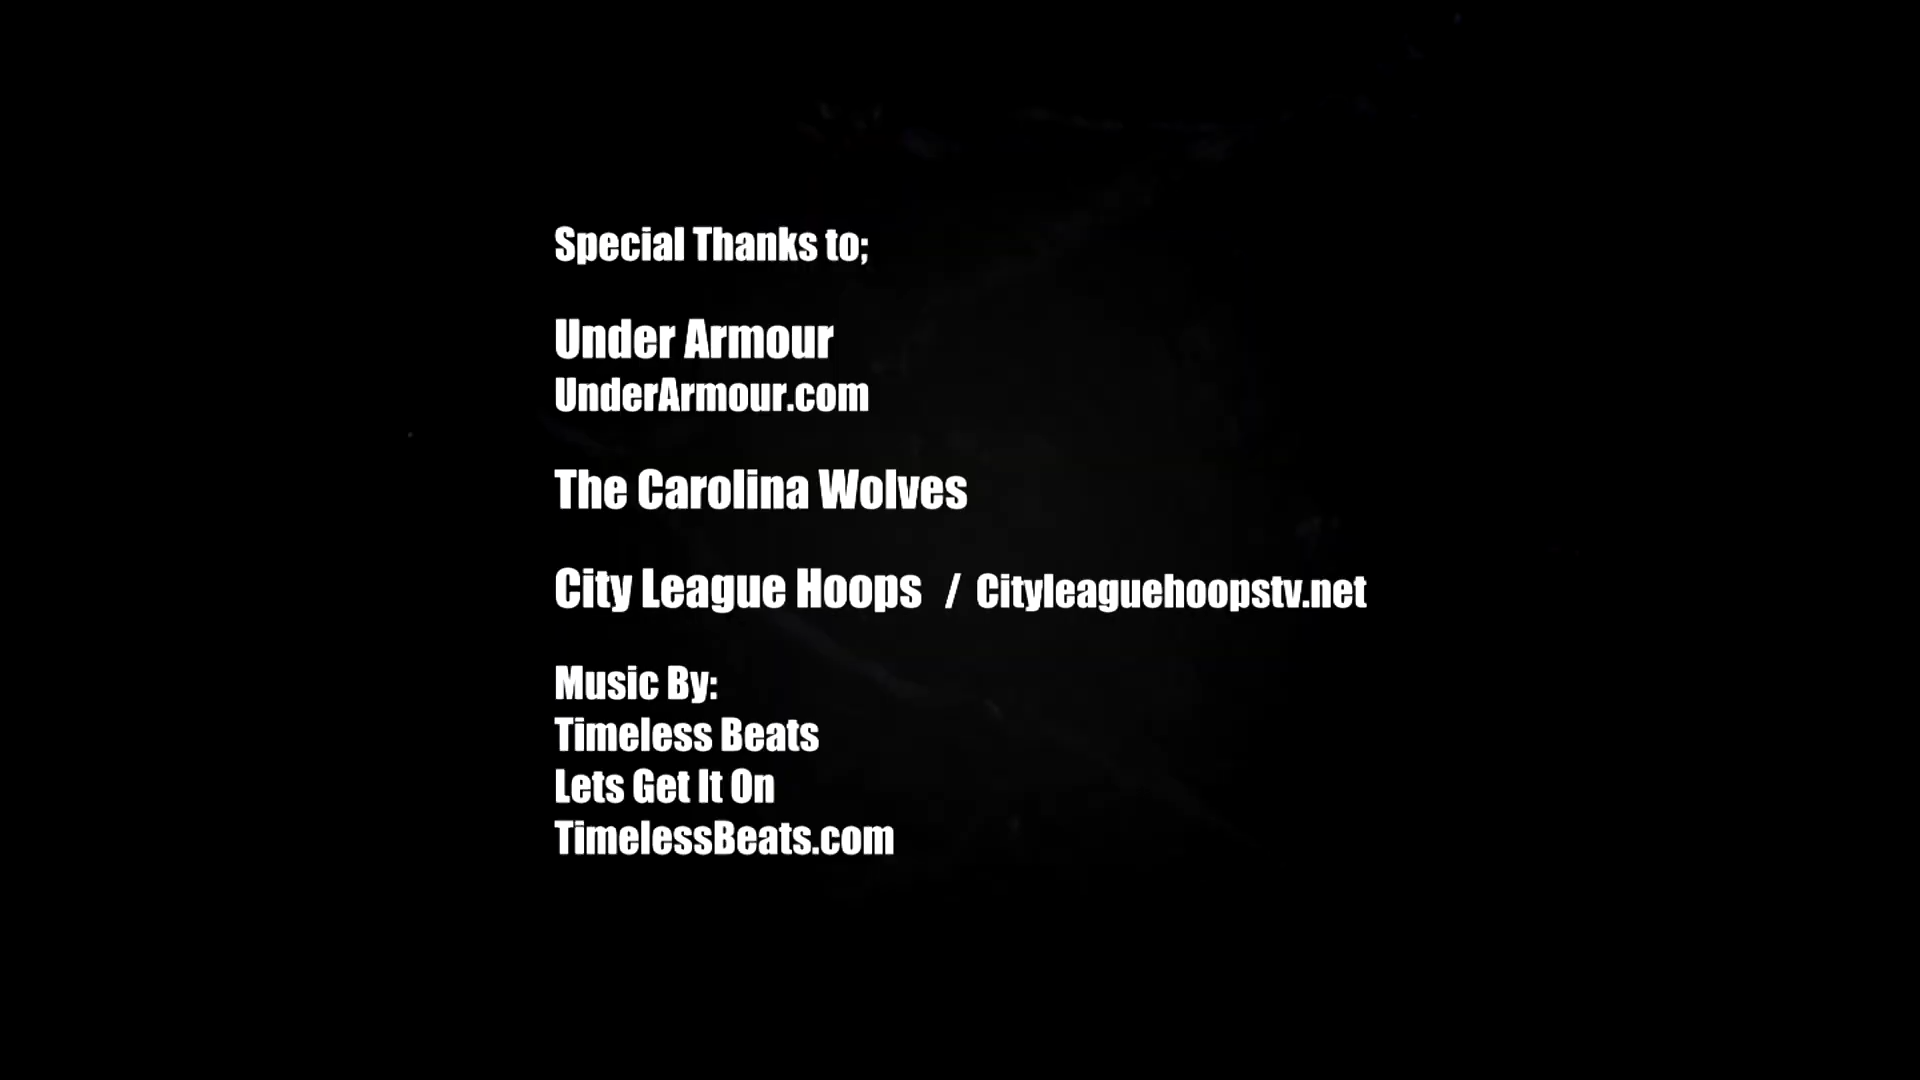 Special Thanks to;
Under Armour
UnderArmour.com
The Carolina Wolves
City League Hoops / Cityleaguehoopstv.net
Music By:
Timeless Beats
Lets Get It On
TimelessBeats.com